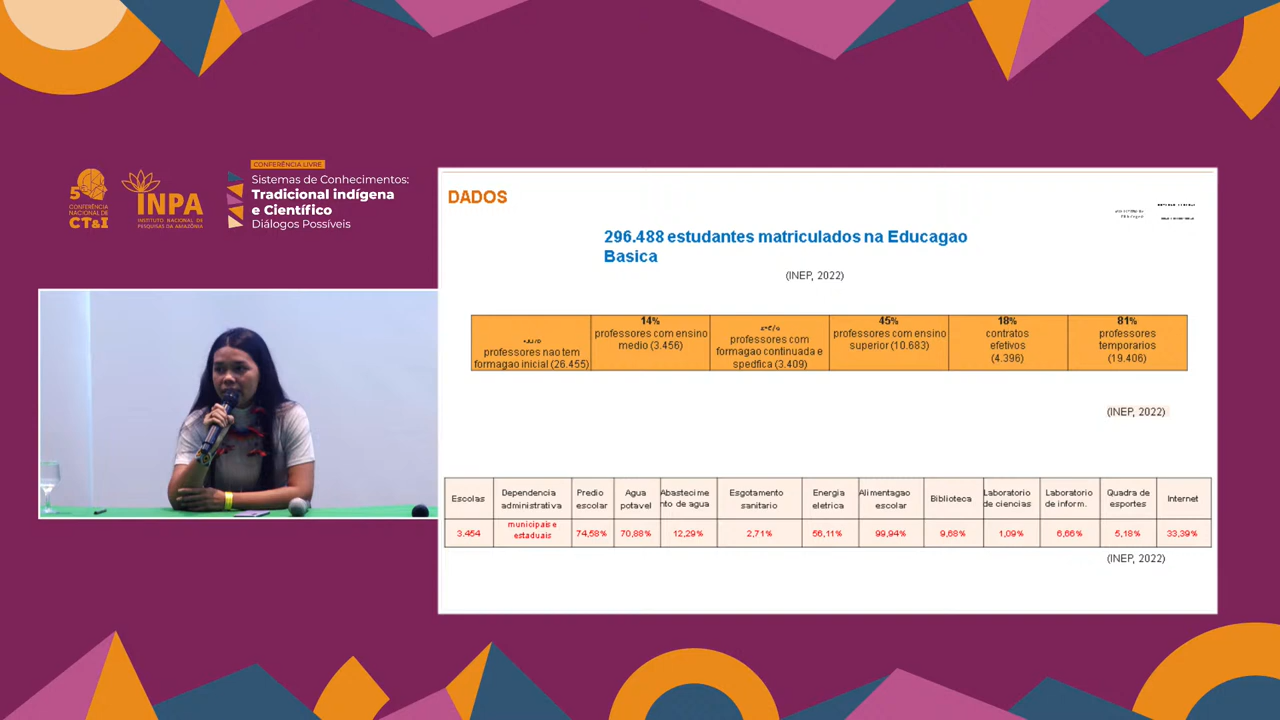 CONFERÊNCIA LIVRE
5
CONFERÊNCIA
NACIONAL DE
CT&I
INPA
INSTITUTO NACIONAL DE
PESQUISAS DA AMAZÔNIA
Sistemas de Conhecimentos:
Tradicional indígena
e Científico
Diálogos Possíveis
DADOS
296.488 estudantes matriculados na Educagao
Basica
(INEP, 2022)
professores nao tem
formagao inicial (26.455)
14%
professores com ensino
medio (3.456)
professores com
formagao continuada e
spedfica (3.409)
45%
professores com ensino
superior (10.683)
18%
contratos
efetivos
(4.396)
81%
professores
temporarios
(19.406)
(INEP, 2022)
Escolas
Dependencia
administrativa
Predio
escolar
Agua
potavel
Abastecime
nto de agua
Esgotamento
sanitario
Energia
eletrica
Alimentagao
escolar
Biblioteca
Laboratorio
de ciencias
Laboratorio
de inform.
Quadra de
esportes
Internet
3.454
municipais e
estaduais
74,58%
70,88%
12,29%
2,71%
56,11%
99,94%
9,68%
1,09%
6,66%
5,18%
33,39%
(INEP, 2022)